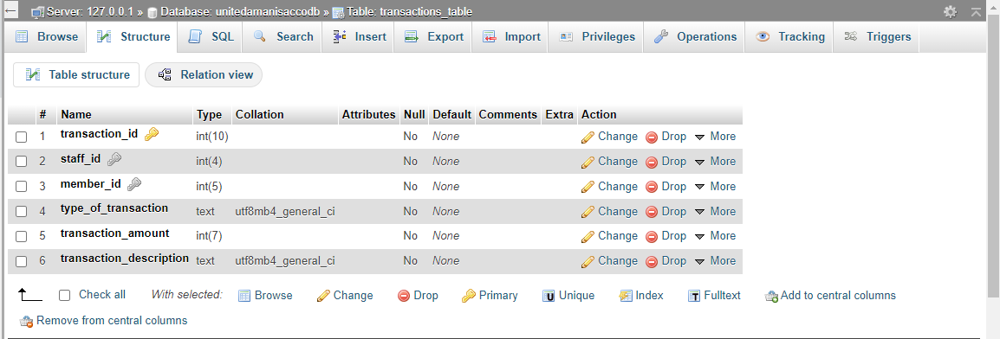 Server: 127.0.0.1 » Database: unitedamanisaccodb » Table: transactions_table
Browse Structure SQL Search Insert Export Import Privileges Operations Tracking Triggers
Table structure Relation view
# Name Type Collation Attributes Null Default Comments Extra Action
1 transaction_id int(10) No None Change Drop More
2 staff_id int(4) No None Change Drop More
3 member_id int(5) No None Change Drop More
4 type_of_transaction text utf8mb4_general_ci No None Change Drop More
5 transaction_amount int(7) No None Change Drop More
6 transaction_description text utf8mb4_general_ci No None Change Drop More
Check all With selected: Browse Change Drop Primary U Unique Index T Fulltext Add to central columns
Remove from central columns